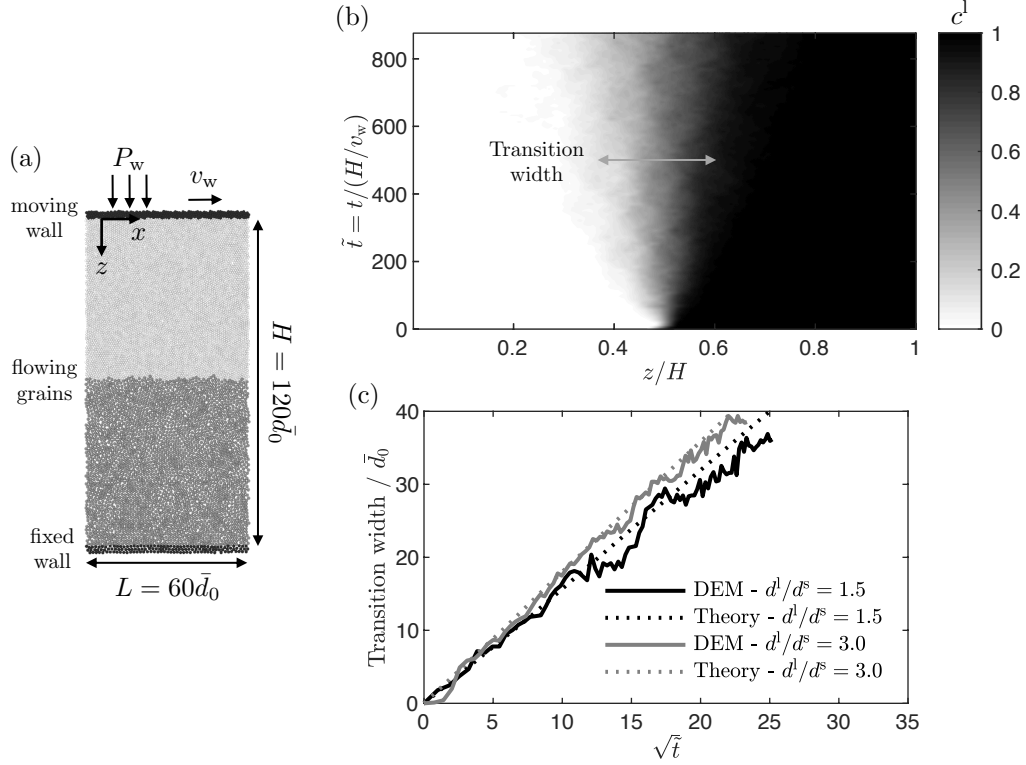 (a)
P_w
v_w
moving
wall
x
z
flowing
grains
H = 120d̄_0
fixed
wall
L = 60d̄_0
(b)
t̃ = t/(H/v_w)
800
600
400
200
0
Transition
width
0.2
0.4
0.6
0.8
1
z/H
c^l
1
0.8
0.6
0.4
0.2
0
(c)
Transition width / d̄_0
40
30
20
10
0
DEM - d^l/d^s = 1.5
Theory - d^l/d^s = 1.5
DEM - d^l/d^s = 3.0
Theory - d^l/d^s = 3.0
0
5
10
15
20
25
30
35
√t̃